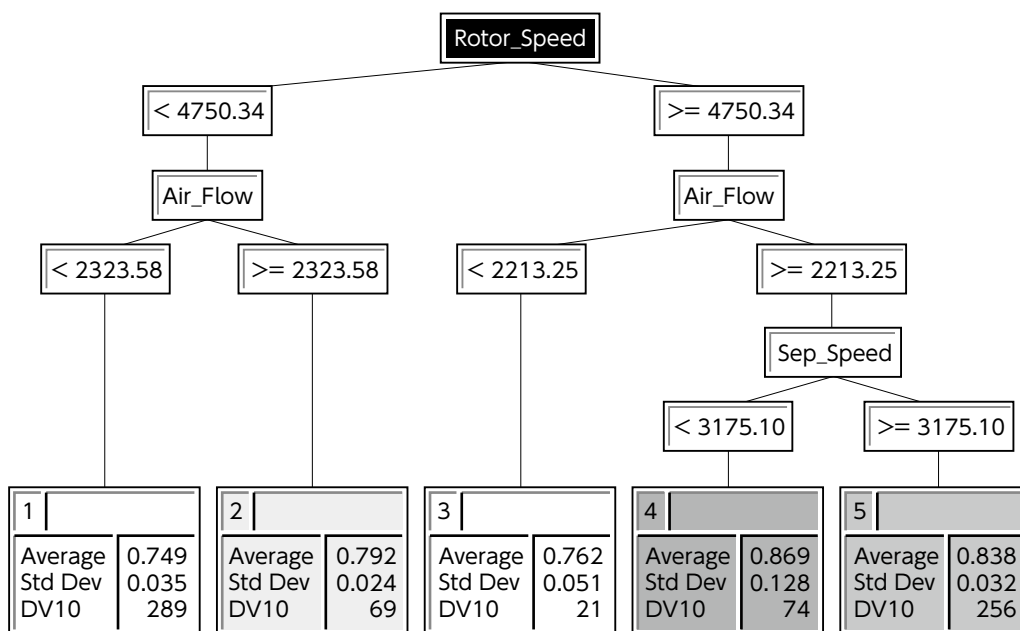 Rotor_Speed
< 4750.34
>= 4750.34
Air_Flow
Air_Flow
< 2323.58
>= 2323.58
< 2213.25
>= 2213.25
Sep_Speed
< 3175.10
>= 3175.10
1
Average 0.749
Std Dev 0.035
DV10 289
2
Average 0.792
Std Dev 0.024
DV10 69
3
Average 0.762
Std Dev 0.051
DV10 21
4
Average 0.869
Std Dev 0.128
DV10 74
5
Average 0.838
Std Dev 0.032
DV10 256